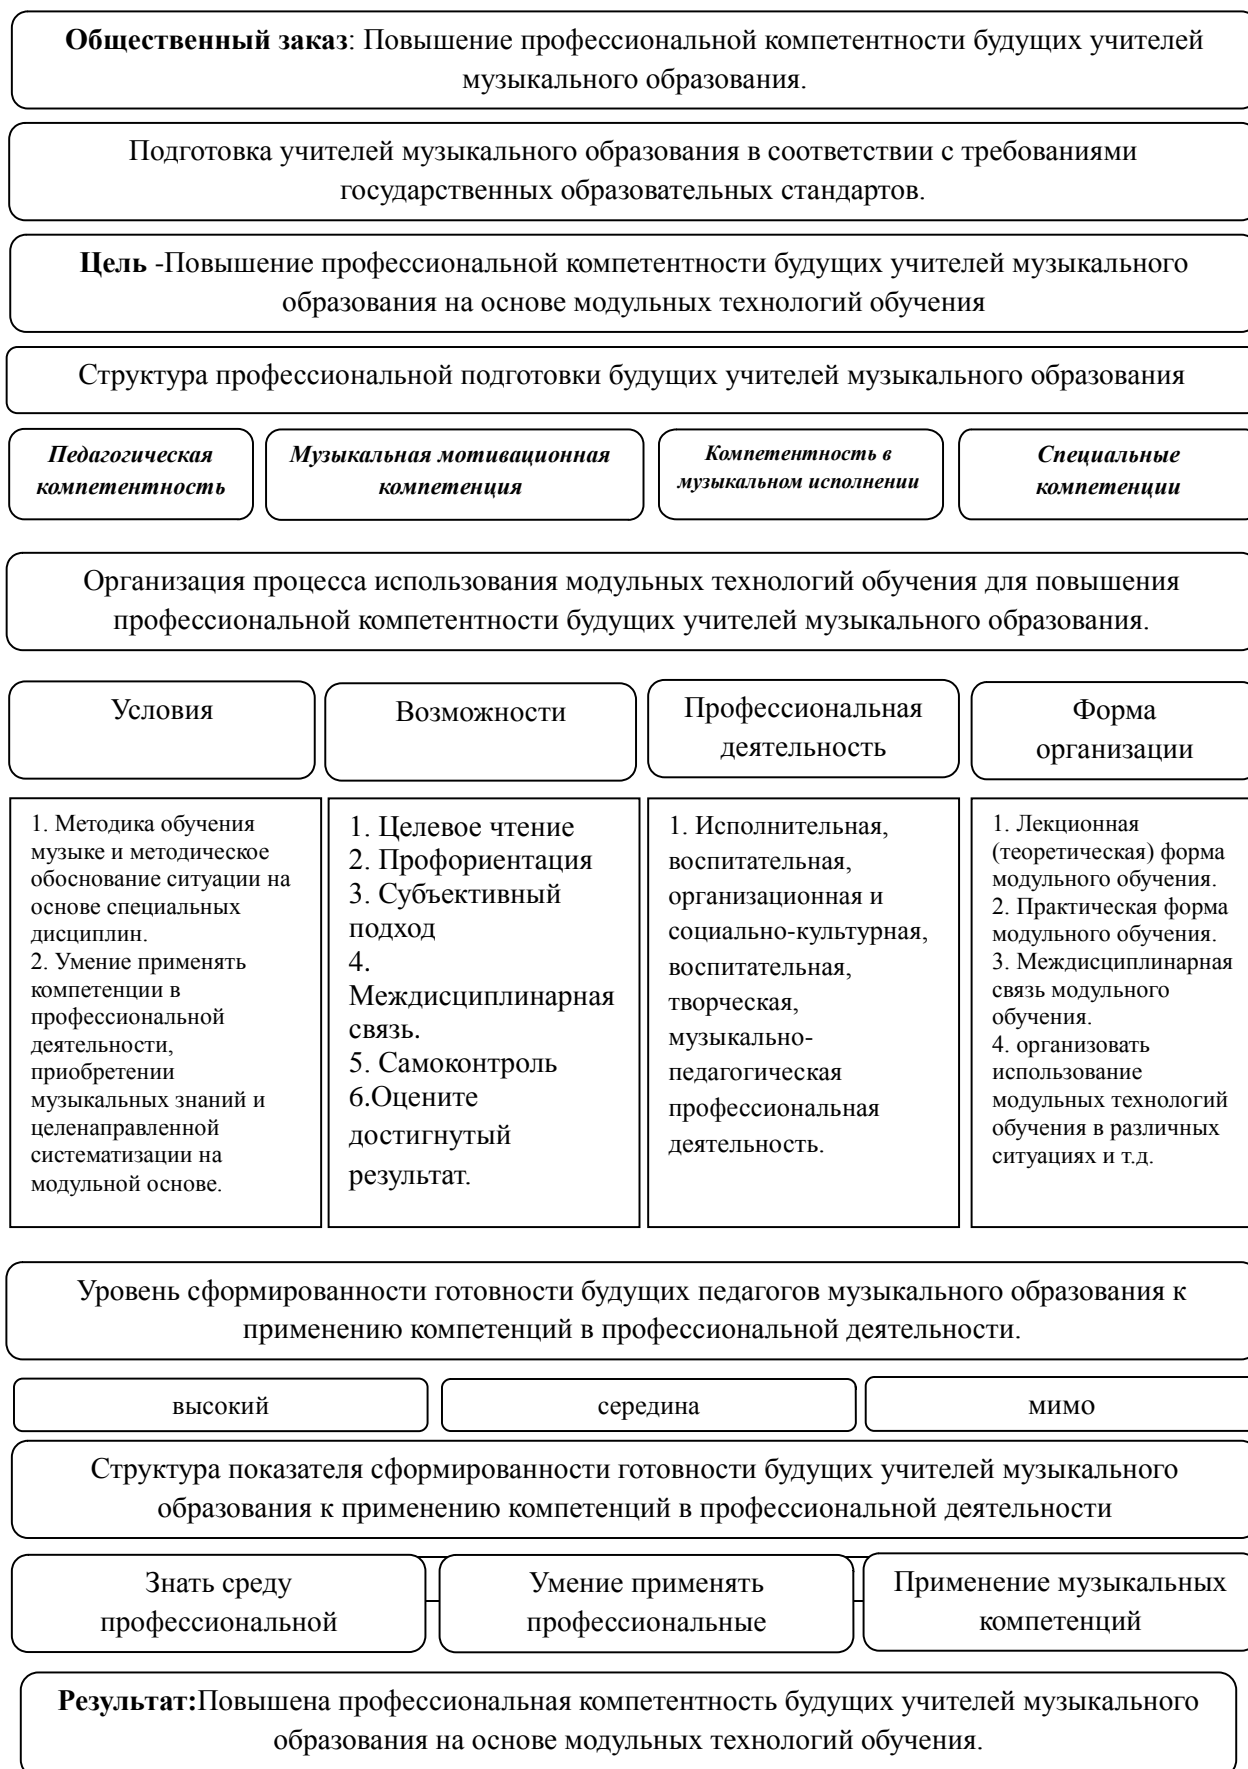 Общественный заказ: Повышение профессиональной компетентности будущих учителей
музыкального образования.
Подготовка учителей музыкального образования в соответствии с требованиями
государственных образовательных стандартов.
Цель -Повышение профессиональной компетентности будущих учителей музыкального
образования на основе модульных технологий обучения
Структура профессиональной подготовки будущих учителей музыкального образования
Педагогическая
компетентность
Музыкальная мотивационная
компетенция
Компетентность в
музыкальном исполнении
Специальные
компетенции
Организация процесса использования модульных технологий обучения для повышения
профессиональной компетентности будущих учителей музыкального образования.
Условия
Возможности
Профессиональная
деятельность
Форма
организации
1. Методика обучения
музыке и методическое
обоснование ситуации на
основе специальных
дисциплин.
2. Умение применять
компетенции в
профессиональной
деятельности,
приобретении
музыкальных знаний и
целенаправленной
систематизации на
модульной основе.
1. Целевое чтение
2. Профориентация
3. Субъективный
подход
4.
Междисциплинарная
связь.
5. Самоконтроль
6.Оцените
достигнутый
результат.
1. Исполнительная,
воспитательная,
организационная и
социально-культурная,
воспитательная,
творческая,
музыкально-
педагогическая
профессиональная
деятельность.
1. Лекционная
(теоретическая) форма
модульного обучения.
2. Практическая форма
модульного обучения.
3. Междисциплинарная
связь модульного
обучения.
4. организовать
использование
модульных технологий
обучения в различных
ситуациях и т.д.
Уровень сформированности готовности будущих педагогов музыкального образования к
применению компетенций в профессиональной деятельности.
высокий
середина
мимо
Структура показателя сформированности готовности будущих учителей музыкального
образования к применению компетенций в профессиональной деятельности
Знать среду
профессиональной
Умение применять
профессиональные
Применение музыкальных
компетенций
Результат:Повышена профессиональная компетентность будущих учителей музыкального
образования на основе модульных технологий обучения.